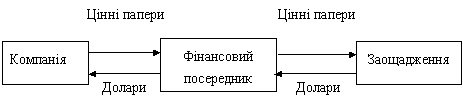 Цінні папери
Цінні папери
Компанія
Фінансовий
посередник
Заощадження
Долари
Долари